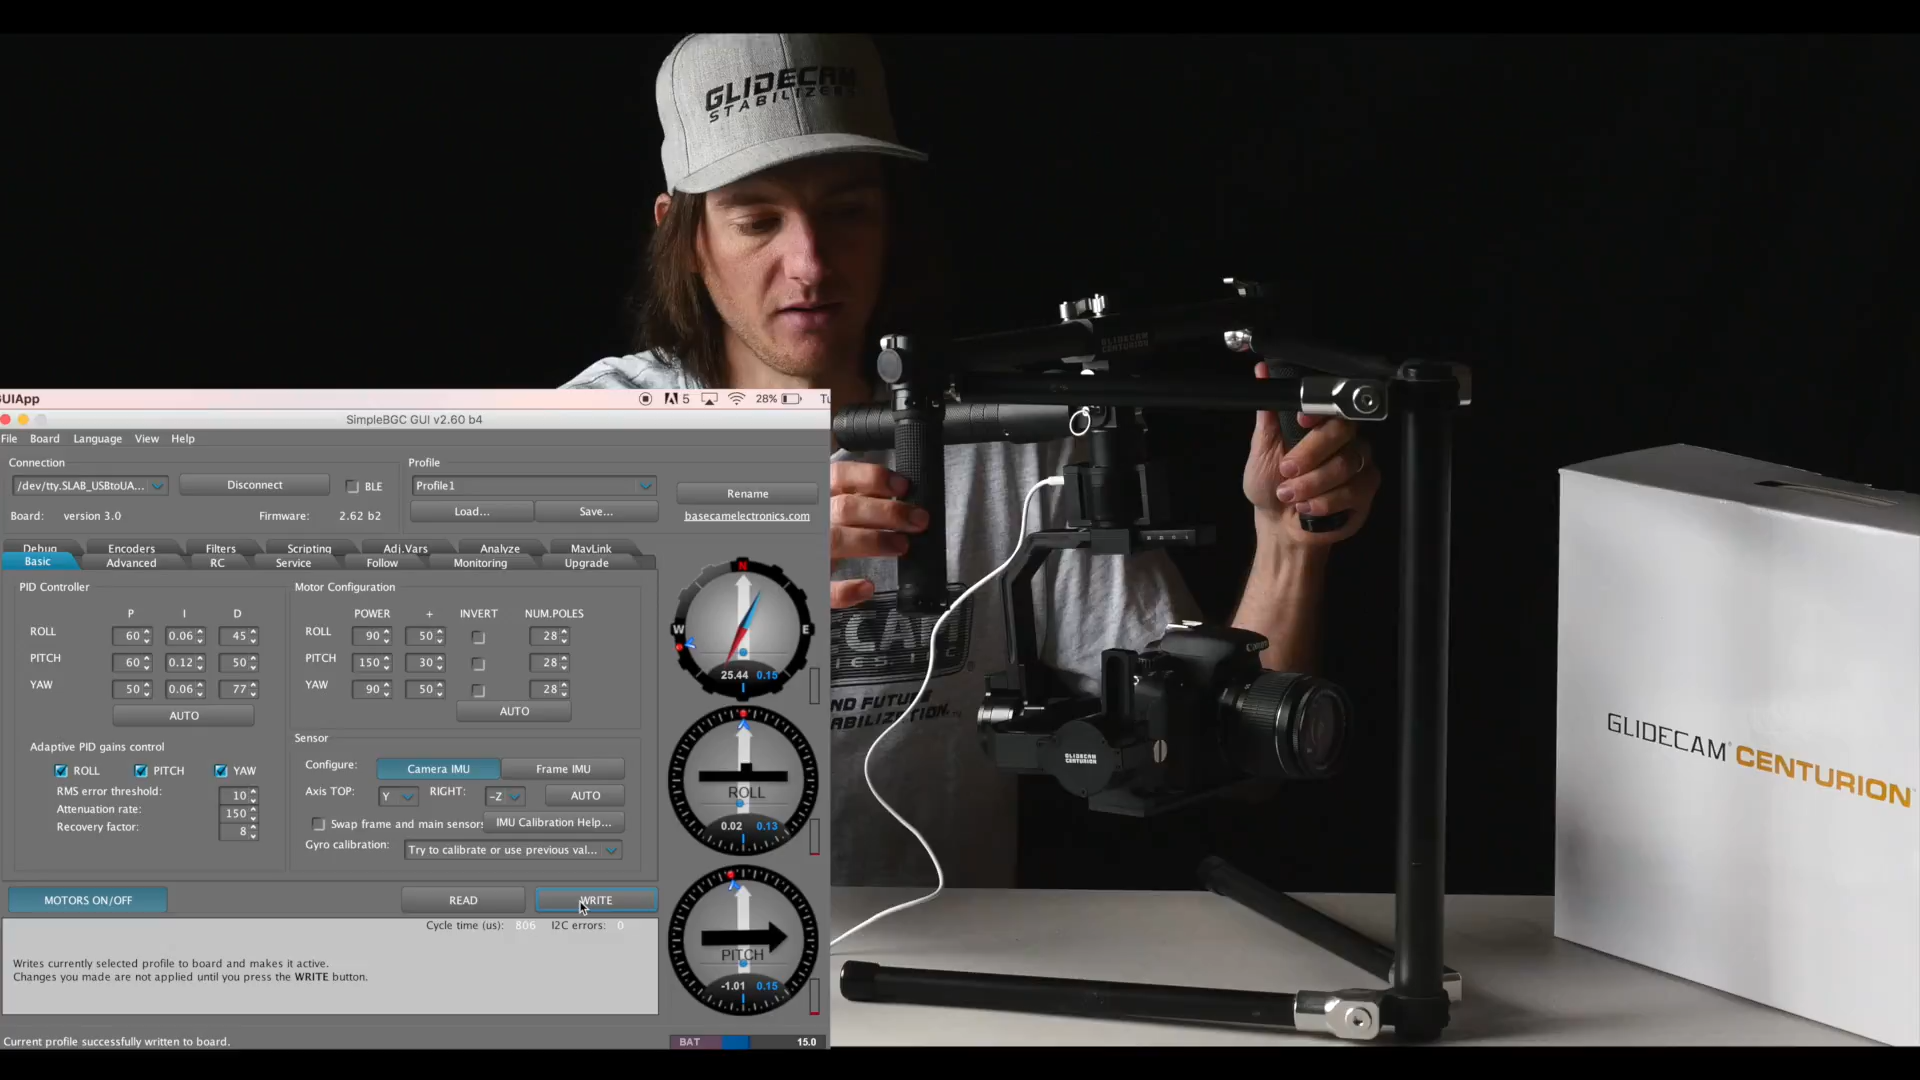 GLIDECAM
STABILIZERS
GLIDECAM
CENTURION
GUIApp
5
28%
SimpleBGC GUI v2.60 b4
File Board Language View Help
Connection
Profile
/dev/tty.SLAB_USBtoUA...
Disconnect
BLE
Profile1
Rename
Load...
Save...
basecamelectronics.com
Board: version 3.0 Firmware: 2.62 b2
Debug Encoders Filters Scripting Adj.Vars Analyze MavLink
Basic Advanced RC Service Follow Monitoring Upgrade
PID Controller
P I D
ROLL 60 0.06 45
PITCH 60 0.12 50
YAW 50 0.06 77
AUTO
Adaptive PID gains control
ROLL PITCH YAW
RMS error threshold: 10
Attenuation rate: 150
Recovery factor: 8
Motor Configuration
POWER + INVERT NUM.POLES
ROLL 90 50 28
PITCH 150 30 28
YAW 90 50 28
AUTO
Sensor
Configure: Camera IMU Frame IMU
Axis TOP: Y RIGHT: -Z AUTO
Swap frame and main sensors
IMU Calibration Help...
Gyro calibration: Try to calibrate or use previous val...
N
W E
25.44 0.15
ROLL
0.02 0.13
PITCH
-1.01 0.15
MOTORS ON/OFF READ WRITE
Cycle time (us): 806 I2C errors: 0
Writes currently selected profile to board and makes it active.
Changes you made are not applied until you press the WRITE button.
Current profile successfully written to board.
BAT 15.0
Canon
GLIDECAM
CENTURION
GLIDECAM CENTURION